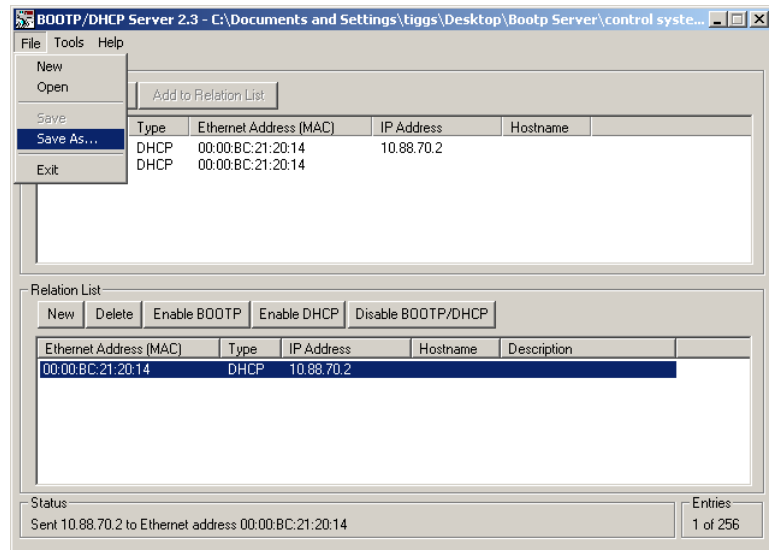 BOOTP/DHCP Server 2.3 - C:\Documents and Settings\tiggs\Desktop\Bootp Server\control syste...
File Tools Help
New
Open
Save
Save As...
Exit
Add to Relation List
Type Ethernet Address (MAC) IP Address Hostname
DHCP 00:00:BC:21:20:14 10.88.70.2
DHCP 00:00:BC:21:20:14
Relation List
New Delete Enable BOOTP Enable DHCP Disable BOOTP/DHCP
Ethernet Address (MAC) Type IP Address Hostname Description
00:00:BC:21:20:14 DHCP 10.88.70.2
Status
Sent 10.88.70.2 to Ethernet address 00:00:BC:21:20:14
Entries
1 of 256